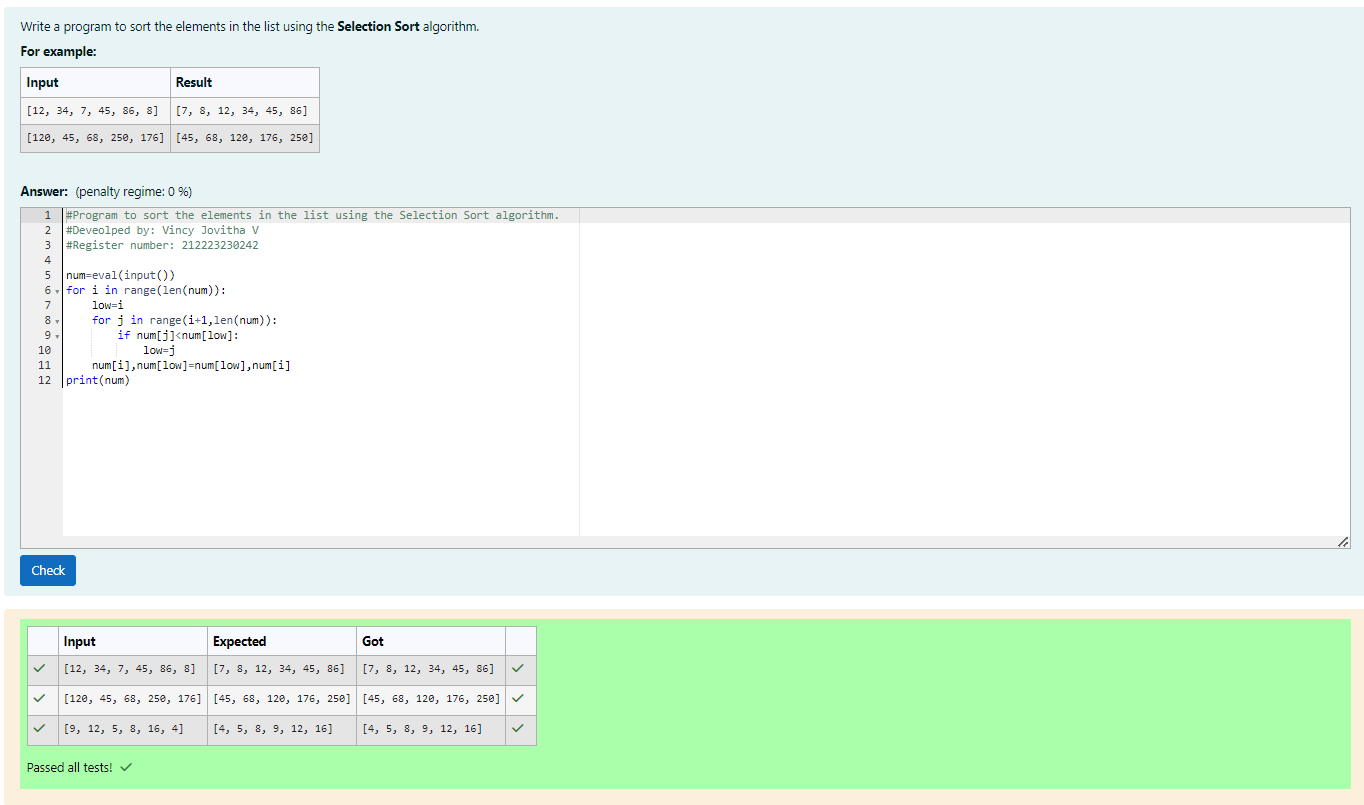 Write a program to sort the elements in the list using the Selection Sort algorithm.
For example:
Input Result
[12, 34, 7, 45, 86, 8] [7, 8, 12, 34, 45, 86]
[120, 45, 68, 250, 176] [45, 68, 120, 176, 250]
Answer: (penalty regime: 0 %)
1 #Program to sort the elements in the list using the Selection Sort algorithm.
2 #Deveolped by: Vincy Jovitha V
3 #Register number: 212223230242
4
5 num=eval(input())
6 for i in range(len(num)):
7     low=i
8     for j in range(i+1,len(num)):
9         if num[j]<num[low]:
10             low=j
11     num[i],num[low]=num[low],num[i]
12 print(num)
Check
Input Expected Got
[12, 34, 7, 45, 86, 8] [7, 8, 12, 34, 45, 86] [7, 8, 12, 34, 45, 86]
[120, 45, 68, 250, 176] [45, 68, 120, 176, 250] [45, 68, 120, 176, 250]
[9, 12, 5, 8, 16, 4] [4, 5, 8, 9, 12, 16] [4, 5, 8, 9, 12, 16]
Passed all tests!